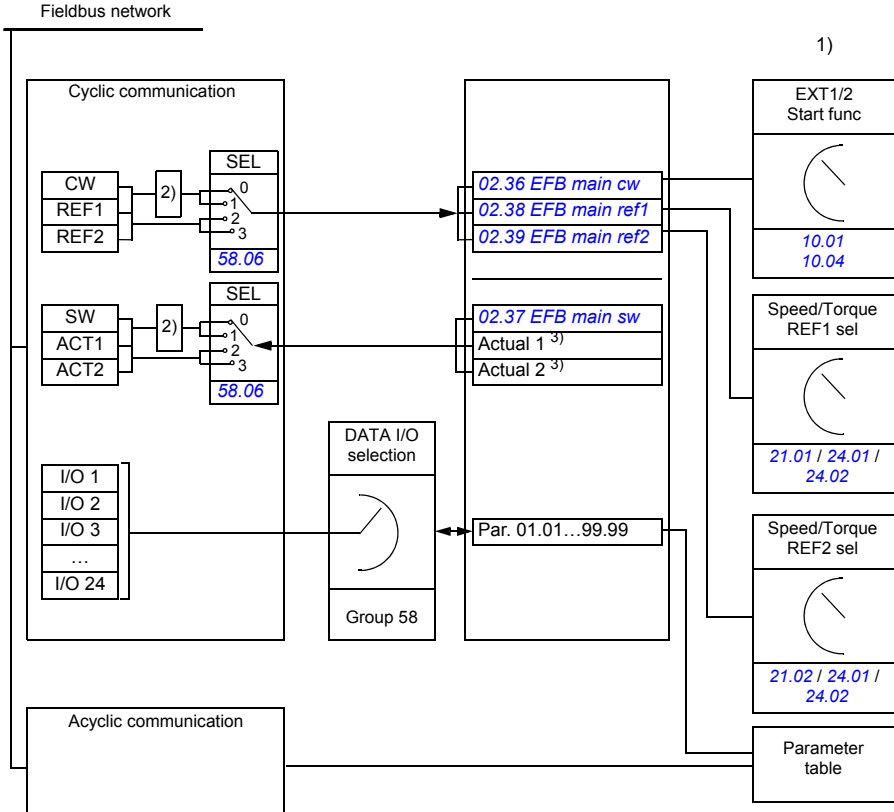 Fieldbus network
1)
Cyclic communication
CW
REF1
REF2
2)
SEL
0
1
2
3
58.06
SW
ACT1
ACT2
2)
SEL
0
1
2
3
58.06
I/O 1
I/O 2
I/O 3
…
I/O 24
DATA I/O
selection
Group 58
02.36 EFB main cw
02.38 EFB main ref1
02.39 EFB main ref2
02.37 EFB main sw
Actual 1 3)
Actual 2 3)
Par. 01.01…99.99
EXT1/2
Start func
10.01
10.04
Speed/Torque
REF1 sel
21.01 / 24.01 /
24.02
Speed/Torque
REF2 sel
21.02 / 24.01 /
24.02
Acyclic communication
Parameter
table